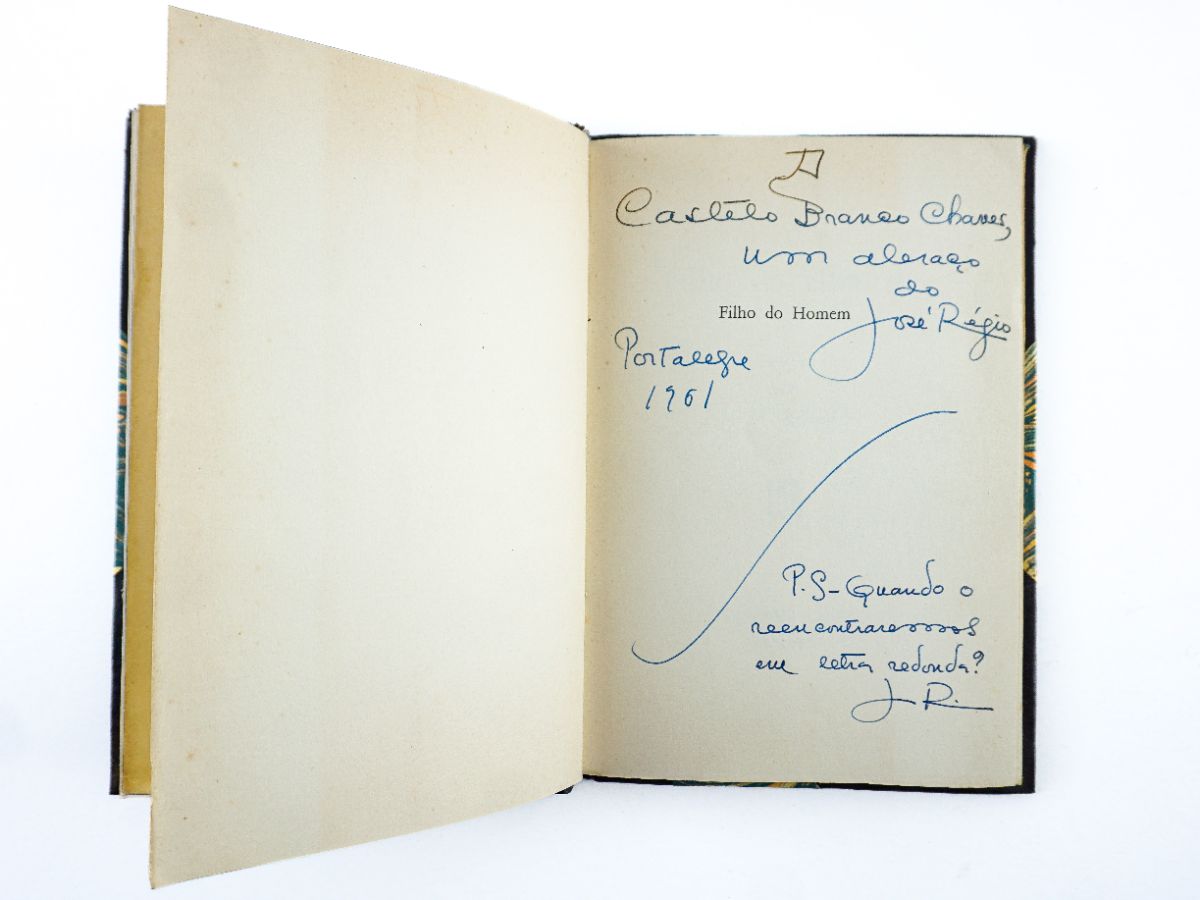 A
Castelo Branco Chaves,
um abraço
do
José Régio
Filho do Homem
Portalegre
1961
P.S- Quando o
reencontraremos
em letra redonda?
J R